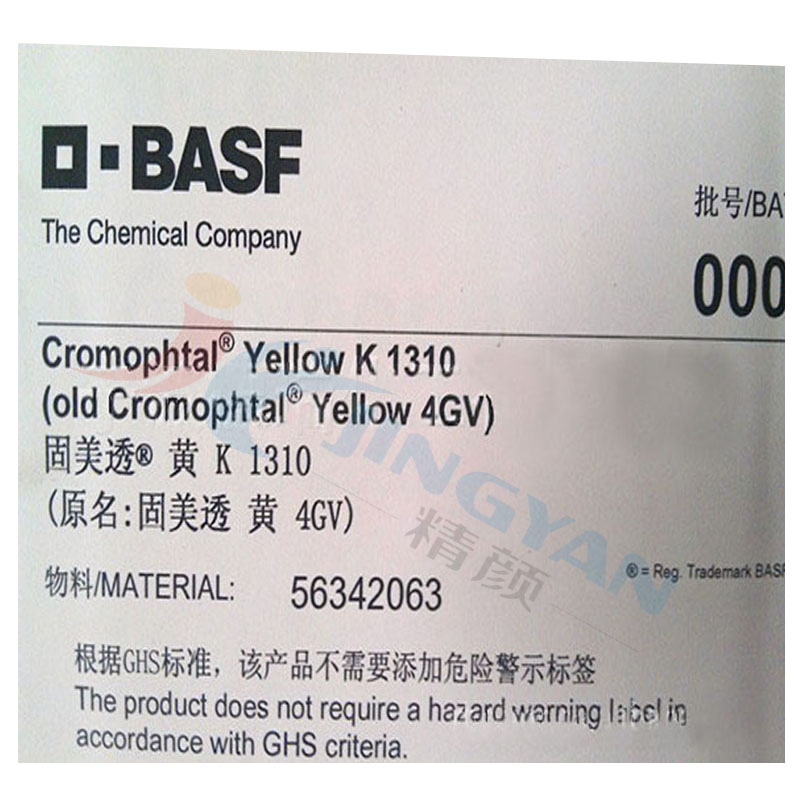 BASF
The Chemical Company
批号/BA
000
Cromophtal® Yellow K 1310
(old Cromophtal® Yellow 4GV)
固美透® 黄 K 1310
(原名:固美透 黄 4GV)
JINGYAN
精颜
® = Reg. Trademark BASF
物料/MATERIAL: 56342063
根据GHS标准，该产品不需要添加危险警示标签
The product does not require a hazard warning label in
accordance with GHS criteria.